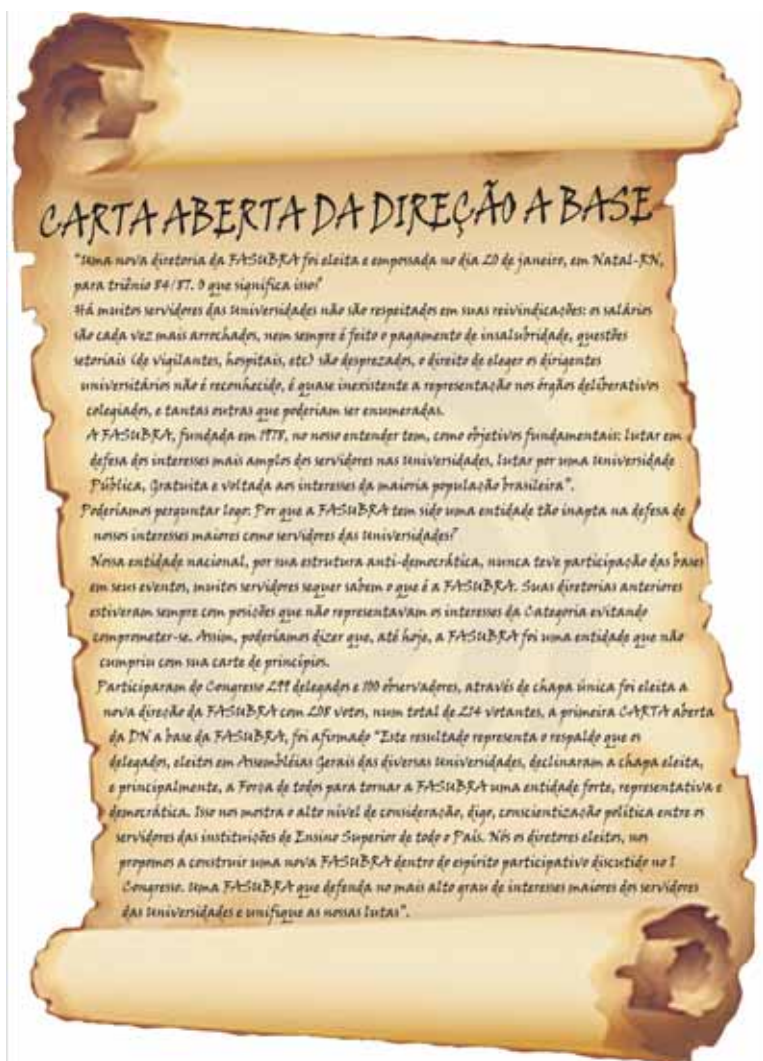 CARTA ABERTA DA DIREÇÃO A BASE
"Uma nova diretoria da FASUBRA foi eleita e empossada no dia 20 de janeiro, em Natal-RN,
para triênio 84/87. O que significa isso?
Há muitos servidores das Universidades não são respeitados em suas reivindicações: os salários
são cada vez mais arrochados, nem sempre é feito o pagamento de insalubridade, questões
setoriais (de vigilantes, hospitais, etc) são desprezados, o direito de eleger os dirigentes
universitários não é reconhecido, é quase inexistente a representação nos órgãos deliberativos
colegiados, e tantas outras que poderiam ser enumeradas.
A FASUBRA, fundada em 1978, no nosso entender tem, como objetivos fundamentais: lutar em
defesa dos interesses mais amplos dos servidores nas Universidades, lutar por uma Universidade
Pública, Gratuita e voltada aos interesses da maioria população brasileira".
Poderíamos perguntar logo: Por que a FASUBRA tem sido uma entidade tão inapta na defesa de
nossos interesses maiores como servidores das Universidades?
Nossa entidade nacional, por sua estrutura anti-democrática, nunca teve participação das bases
em seus eventos, muitos servidores sequer sabem o que é a FASUBRA. Suas diretorias anteriores
estiveram sempre com posições que não representavam os interesses da Categoria evitando
comprometer-se. Assim, poderíamos dizer que, até hoje, a FASUBRA foi uma entidade que não
cumpriu com sua carte de princípios.
Participaram do Congresso 299 delegados e 100 observadores, através de chapa única foi eleita a
nova direção da FASUBRA com 208 votos, num total de 214 votantes, a primeira CARTA aberta
da DN a base da FASUBRA, foi afirmado "Este resultado representa o respaldo que os
delegados, eleitos em Assembléias Gerais das diversas Universidades, declinaram a chapa eleita,
e principalmente, a Força de todos para tornar a FASUBRA uma entidade forte, representativa e
democrática. Isso nos mostra o alto nível de consideração, digo, conscientização política entre os
servidores das instituições de Ensino Superior de todo o País. Nós os diretores eleitos, nos
propomos a construir uma nova FASUBRA dentro do espírito participativo discutido no I
Congresso. Uma FASUBRA que defenda no mais alto grau de interesses maiores dos servidores
das Universidades e unifique as nossas lutas".